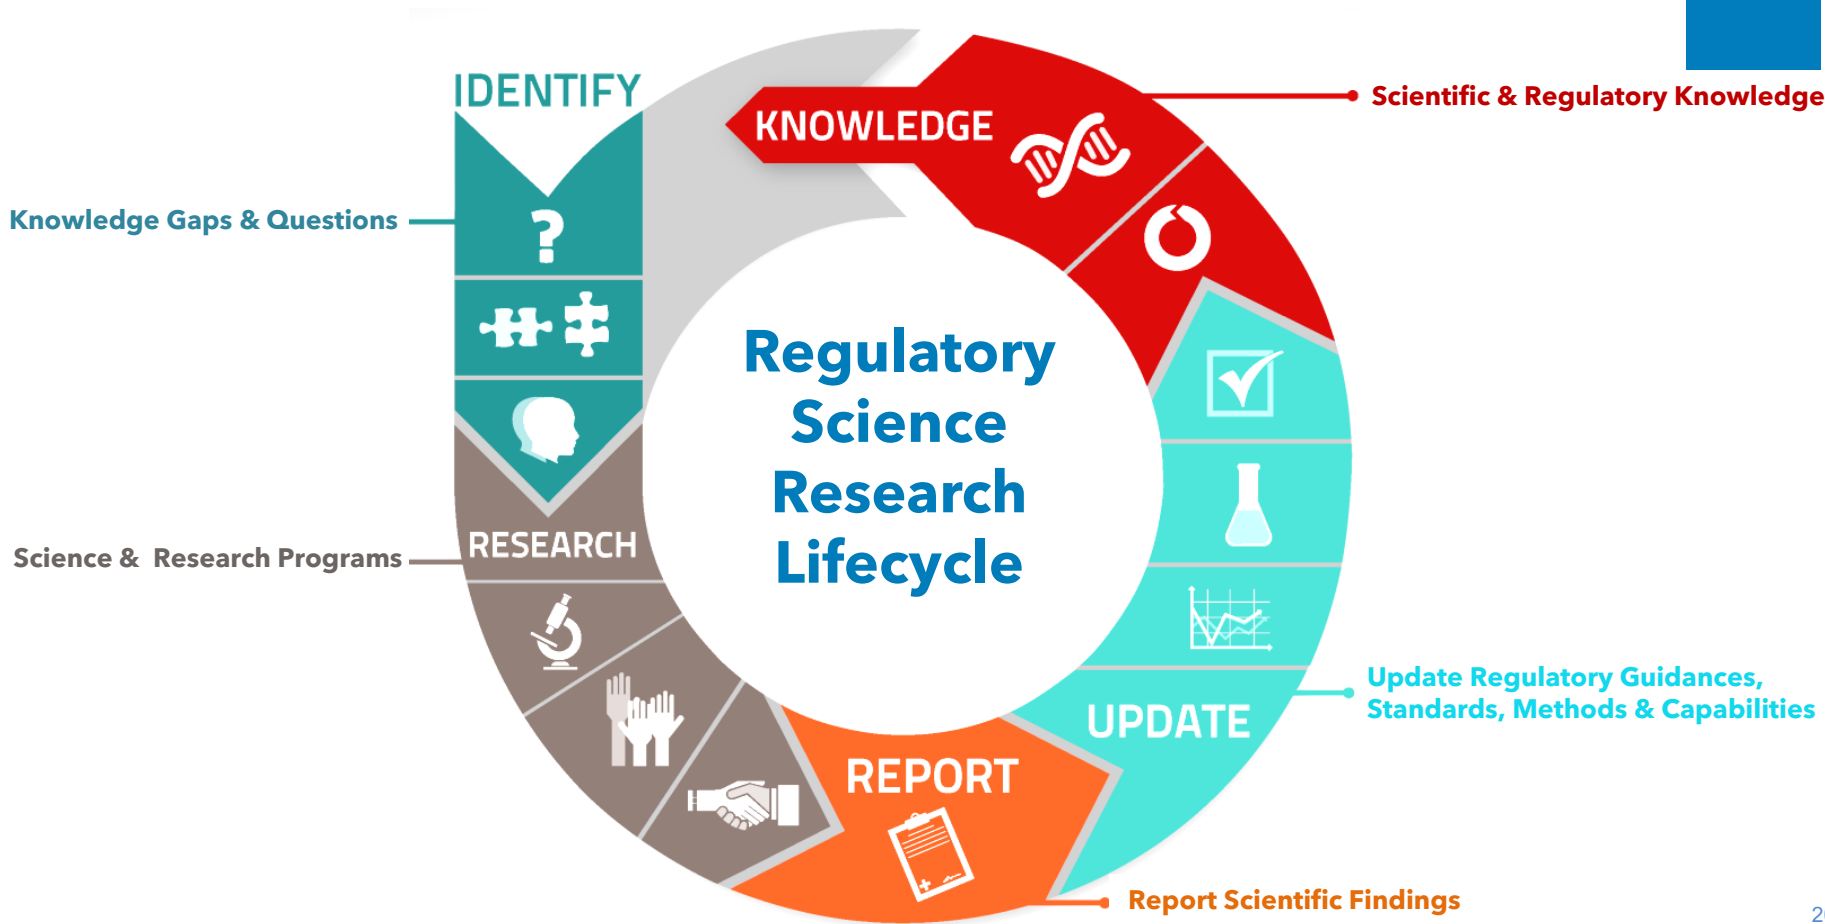 IDENTIFY
KNOWLEDGE
Scientific & Regulatory Knowledge
Knowledge Gaps & Questions
?
Regulatory
Science
Research
Lifecycle
RESEARCH
Science & Research Programs
UPDATE
Update Regulatory Guidances,
Standards, Methods & Capabilities
REPORT
Report Scientific Findings